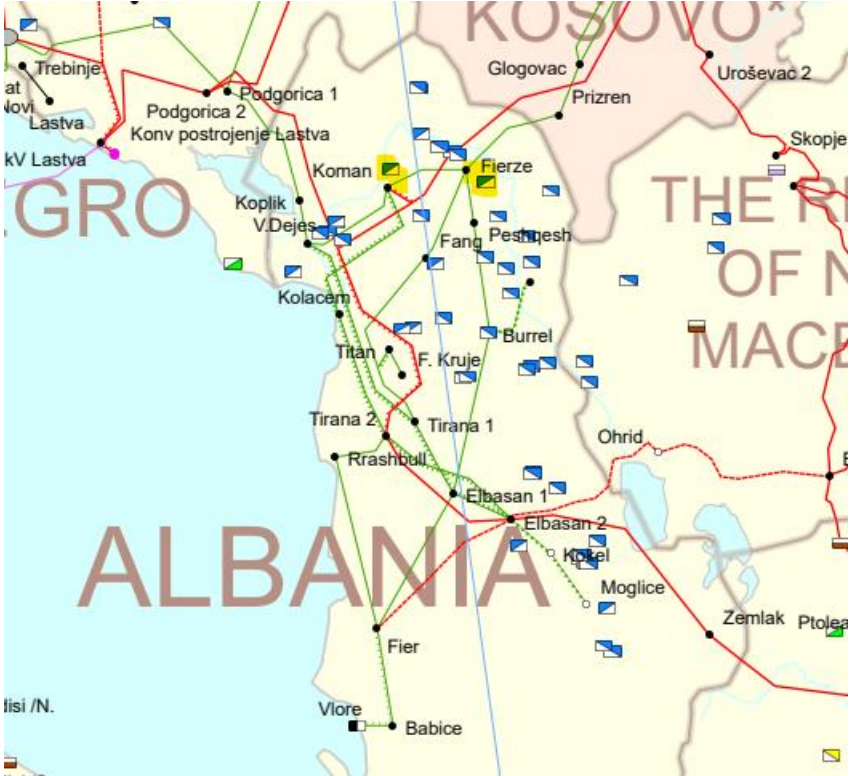 KOSOVO*
Trebinje
at
Novi
Lastva
Podgorica 2
Podgorica 1
Konv postrojenje Lastva
kV Lastva
Glogovac
Prizren
Uroševac 2
Skopje
Koman
Fierze
GRO
THE R
OF N
MACE
Koplik
V.Dejes
Fang
Peshqesh
Kolacem
Titan
F. Kruje
Burrel
Tirana 2
Tirana 1
Rrashbull
Ohrid
Elbasan 1
Elbasan 2
ALBANIA
Kokel
Moglice
Zemlak
Ptolea
Fier
disi /N.
Vlore
Babice